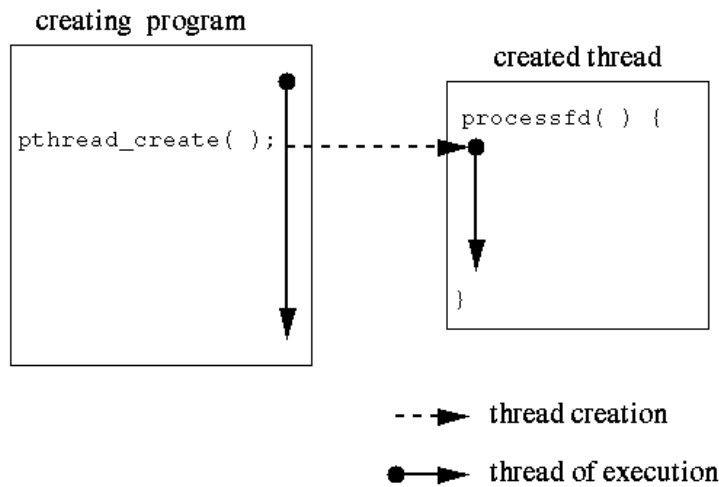 creating program
created thread
pthread_create( );
processfd( ) {
}
thread creation
thread of execution